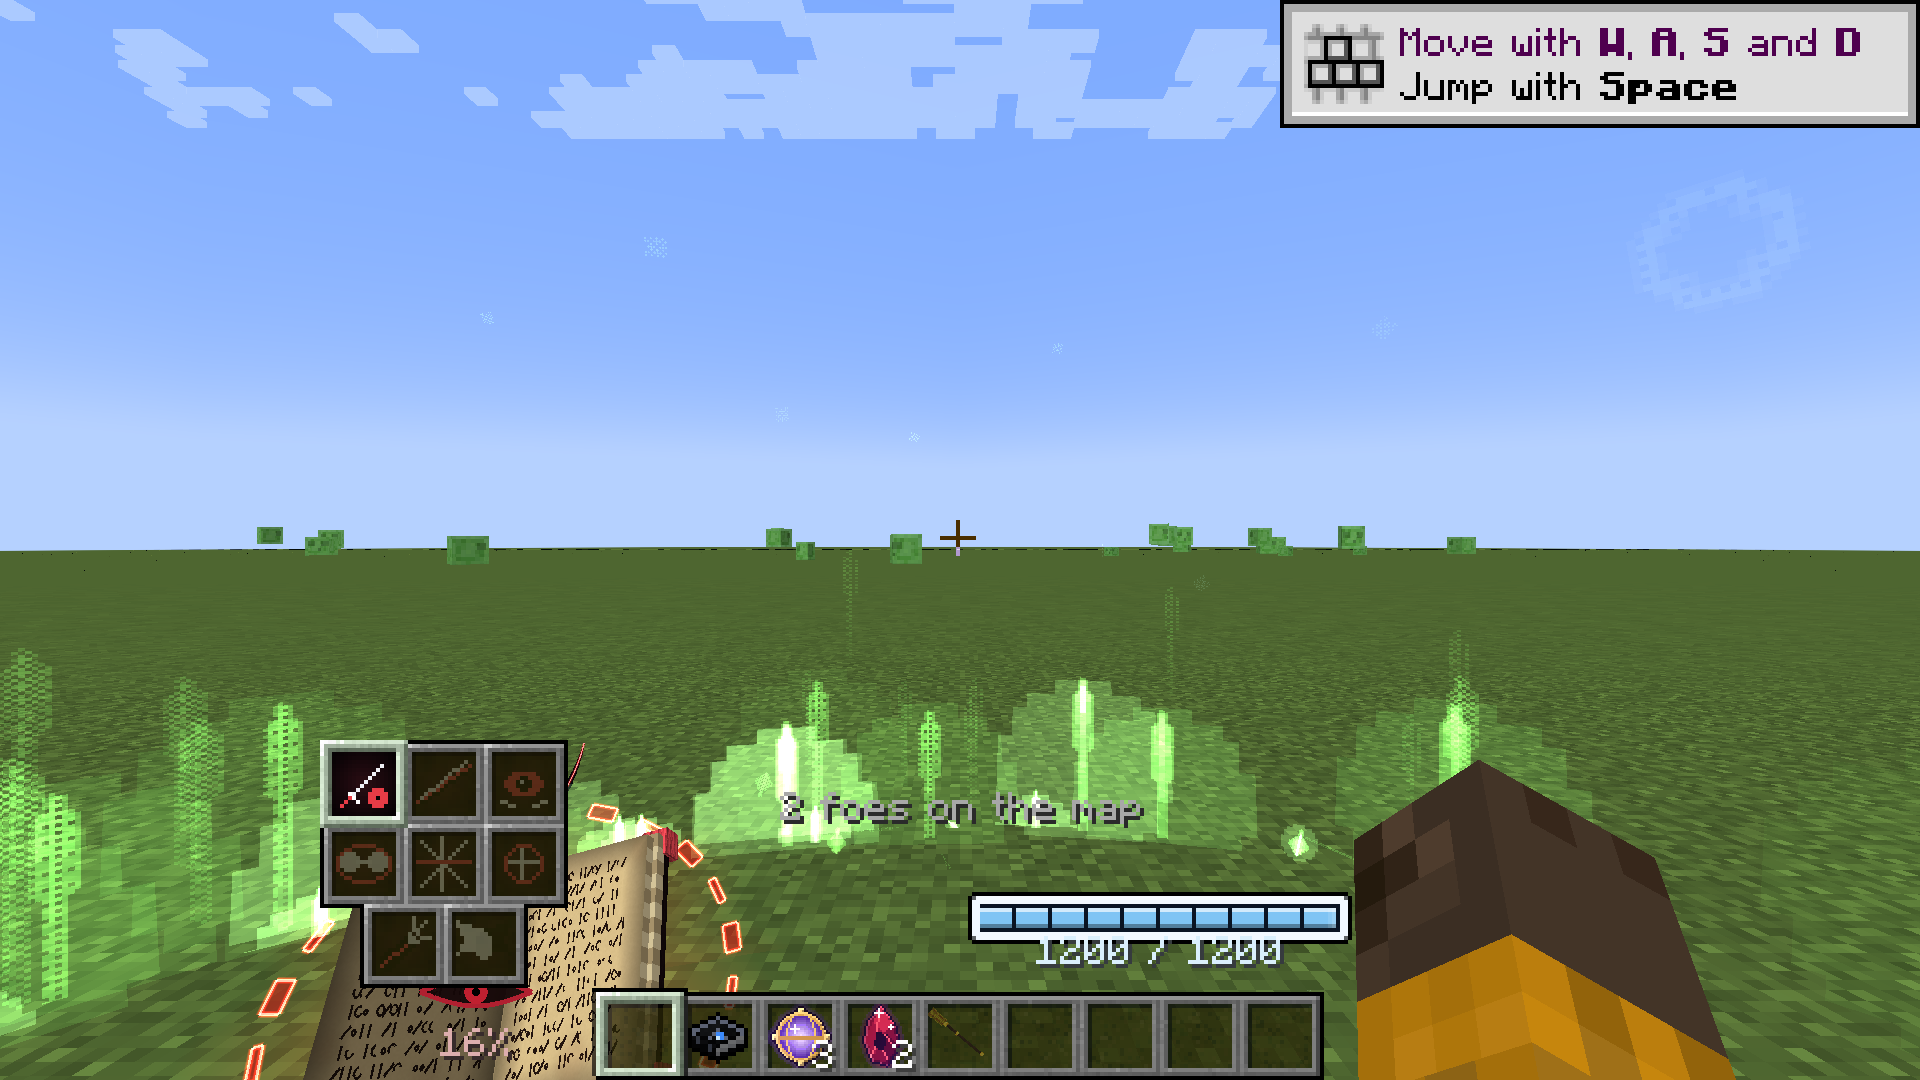 Move with W, A, S and D
Jump with Space
2 foes on the map
1200 / 1200
16%
3
2